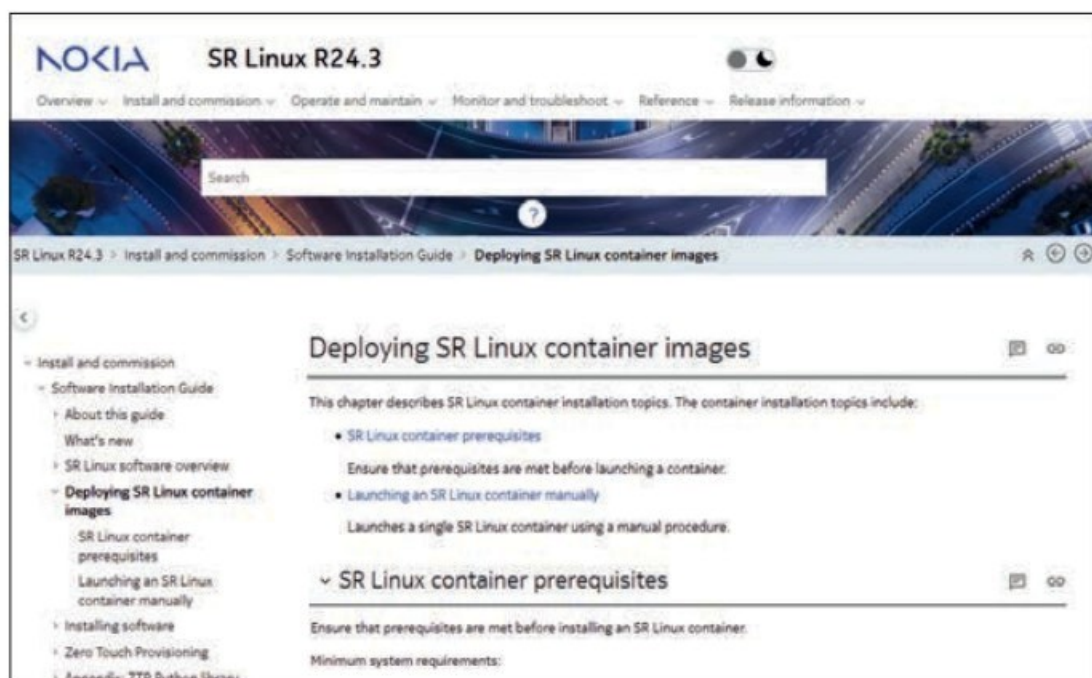 NOKIA SR Linux R24.3
Overview Install and commission Operate and maintain Monitor and troubleshoot Reference Release information
Search
?
SR Linux R24.3 > Install and commission > Software Installation Guide > Deploying SR Linux container images
Install and commission
Software Installation Guide
About this guide
What's new
SR Linux software overview
Deploying SR Linux container
images
SR Linux container
prerequisites
Launching an SR Linux
container manually
Installing software
Zero Touch Provisioning
Appendix: ZTP Python library
Deploying SR Linux container images
This chapter describes SR Linux container installation topics. The container installation topics include:
• SR Linux container prerequisites
Ensure that prerequisites are met before launching a container.
• Launching an SR Linux container manually
Launches a single SR Linux container using a manual procedure.
SR Linux container prerequisites
Ensure that prerequisites are met before installing an SR Linux container.
Minimum system requirements: